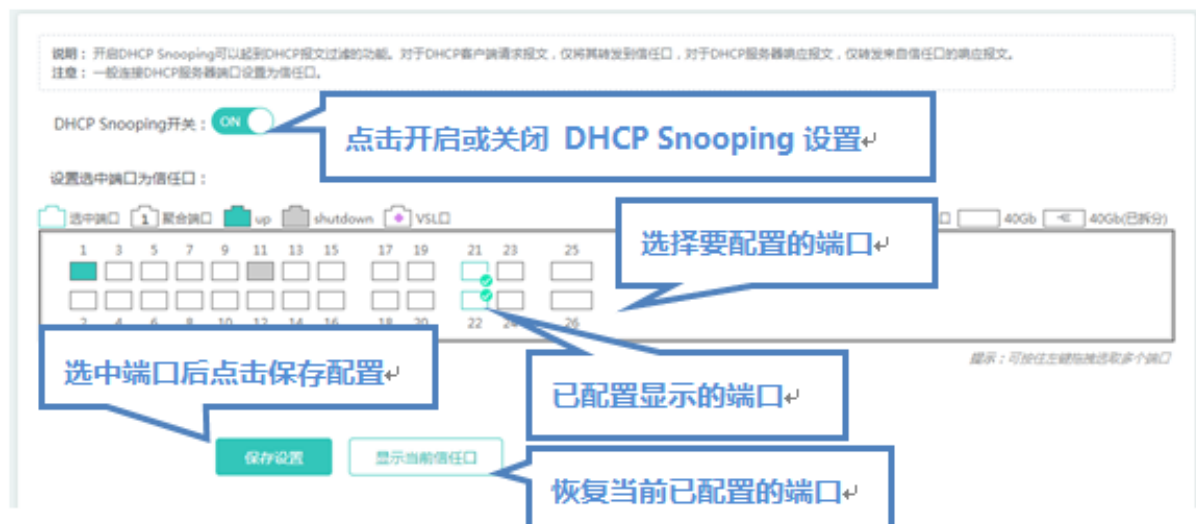 说明：开启DHCP Snooping可以起到DHCP报文过滤的功能。对于DHCP客户端请求报文，仅将其转发到信任口，对于DHCP服务器响应报文，仅转发来自信任口的响应报文。
注意：一般连接DHCP服务器端口设置为信任口。
DHCP Snooping开关： ON
点击开启或关闭 DHCP Snooping 设置↵
设置选中端口为信任口：
选中端口 1 聚合端口 up shutdown VSL口 口 40Gb 40Gb(已拆分)
选择要配置的端口↵
1 3 5 7 9 11 13 15 17 19 21 23 25
2 4 6 8 10 12 14 16 18 20 22 24 26
提示：可按住左键拖拽选取多个端口
选中端口后点击保存配置↵
已配置显示的端口↵
保存设置 显示当前信任口
恢复当前已配置的端口↵